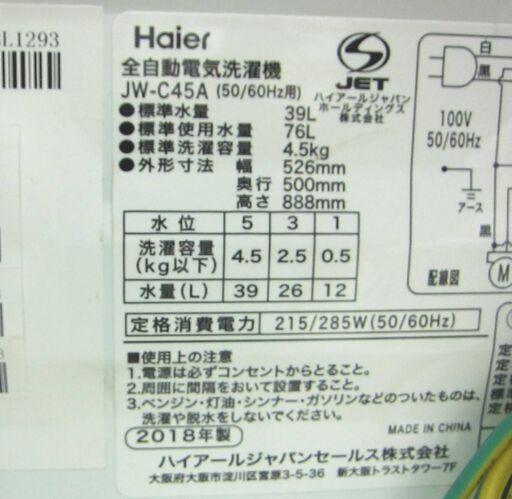 BL1293
Haier
全自動電気洗濯機
JW-C45A (50/60Hz用)
JET
ハイアールジャパン
ホールディングス
株式会社
●標準水量 39L
●標準使用水量 76L
●標準洗濯容量 4.5kg
●外形寸法 幅 526mm
奥行 500mm
高さ 888mm
白
黒
100V
50/60Hz
アース
黒
配線図
M
水位 5 3 1
洗濯容量
(kg以下) 4.5 2.5 0.5
水量(L) 39 26 12
定格消費電力 215/285W(50/60Hz)
■使用上の注意
1.電源は必ずコンセントからとること。
2.周囲に間隔をおいて設置すること。
3.ベンジン・灯油・シンナー・ガソリンなどのついたものは、
洗濯や脱水をしないでください。
2018年製
MADE IN CHINA
ハイアールジャパンセールス株式会社
大阪府大阪市淀川区宮原3-5-36 新大阪トラストタワー7F